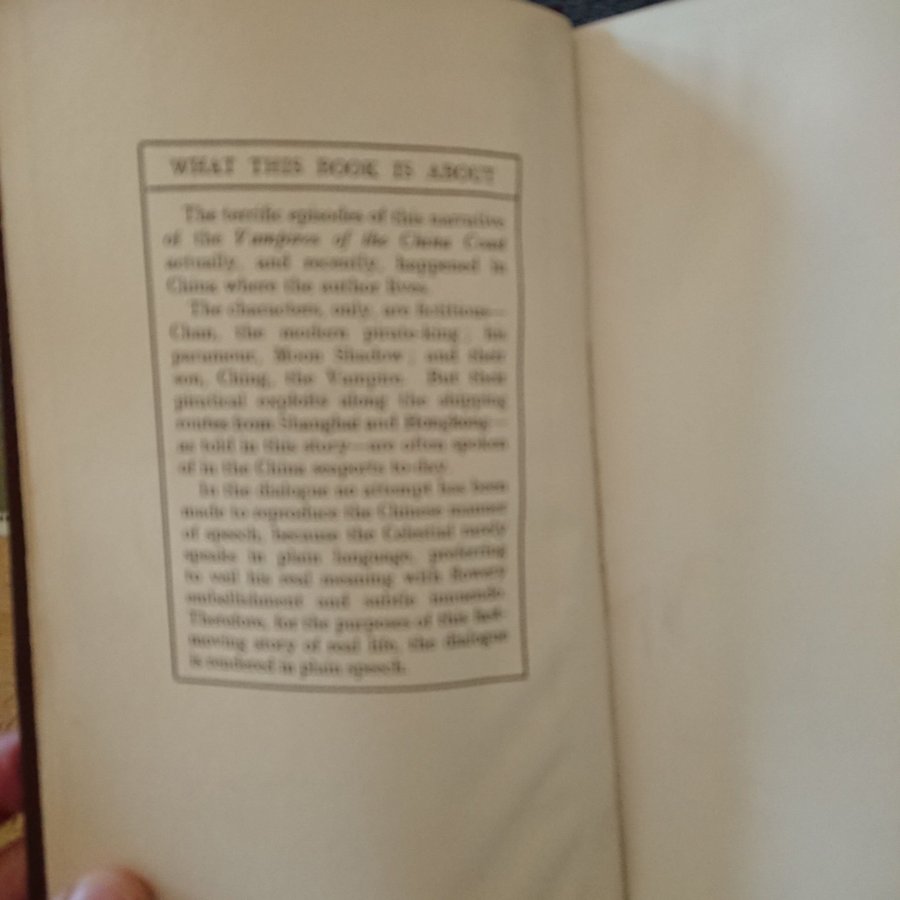 WHAT THIS BOOK IS ABOUT
The terrific episodes of this narrative
of the Vampires of the China Coast
actually, and recently, happened in
China where the author lives.
The characters, only, are fictitious—
Chan, the modern pirate-king; his
paramour, Moon Shadow; and their
son, Ching, the Vampire. But their
piratical exploits along the shipping
routes from Shanghai and Hongkong—
as told in this story—are often spoken
of in the China seaports to-day.
In the dialogue no attempt has been
made to reproduce the Chinese manner
of speech, because the Celestial rarely
speaks in plain language, preferring
to veil his real meaning with flowery
embellishment and subtle innuendo.
Therefore, for the purposes of this fast-
moving story of real life, the dialogue
is rendered in plain speech.